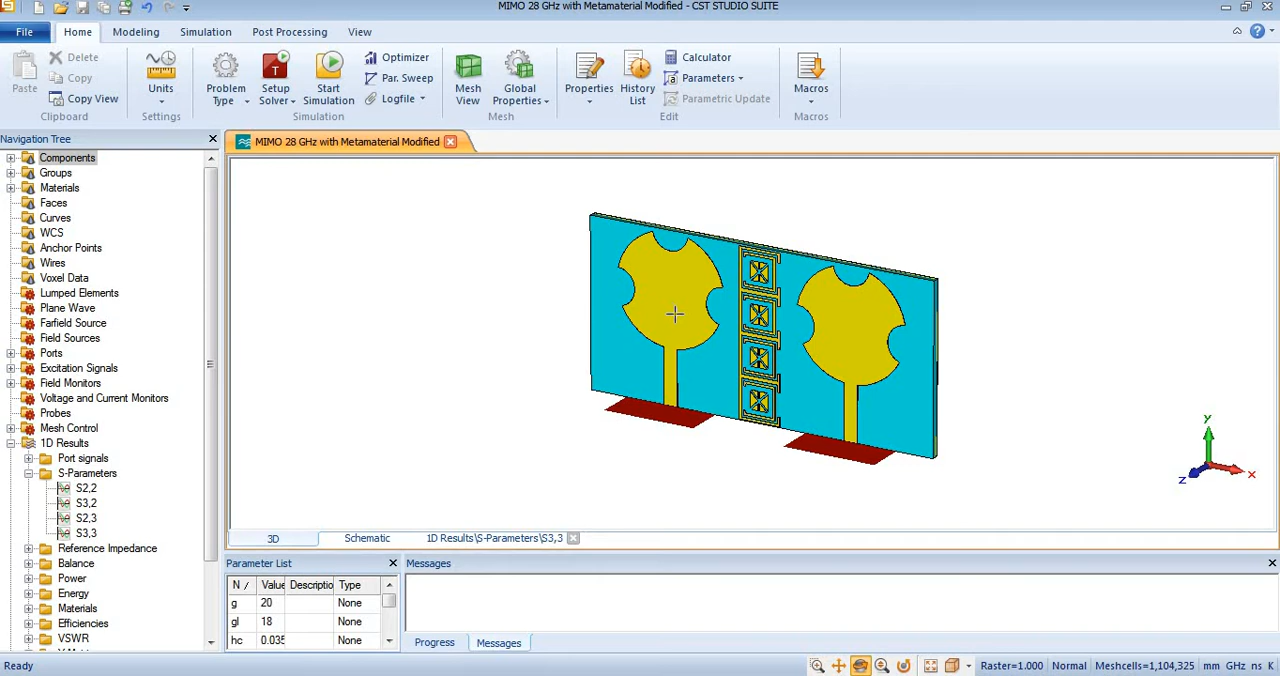 MIMO 28 GHz with Metamaterial Modified - CST STUDIO SUITE
File Home Modeling Simulation Post Processing View
Paste Delete Copy Copy View
Clipboard
Units
Settings
Problem Type Setup Solver Start Simulation Optimizer Par. Sweep Logfile
Simulation
Mesh View Global Properties
Mesh
Properties History List Calculator Parameters Parametric Update
Edit
Macros
Macros
Navigation Tree
MIMO 28 GHz with Metamaterial Modified
Components
Groups
Materials
Faces
Curves
WCS
Anchor Points
Wires
Voxel Data
Lumped Elements
Plane Wave
Farfield Source
Field Sources
Ports
Excitation Signals
Field Monitors
Voltage and Current Monitors
Probes
Mesh Control
1D Results
Port signals
S-Parameters
S2,2
S3,2
S2,3
S3,3
Reference Impedance
Balance
Power
Energy
Materials
Efficiencies
VSWR
y
x
z
3D Schematic 1D Results\S-Parameters\S3,3
Parameter List
N / Value Descriptio Type
g 20 None
gl 18 None
hc 0.035 None
Messages
Progress Messages
Ready
Raster=1.000 Normal Meshcells=1,104,325 mm GHz ns K